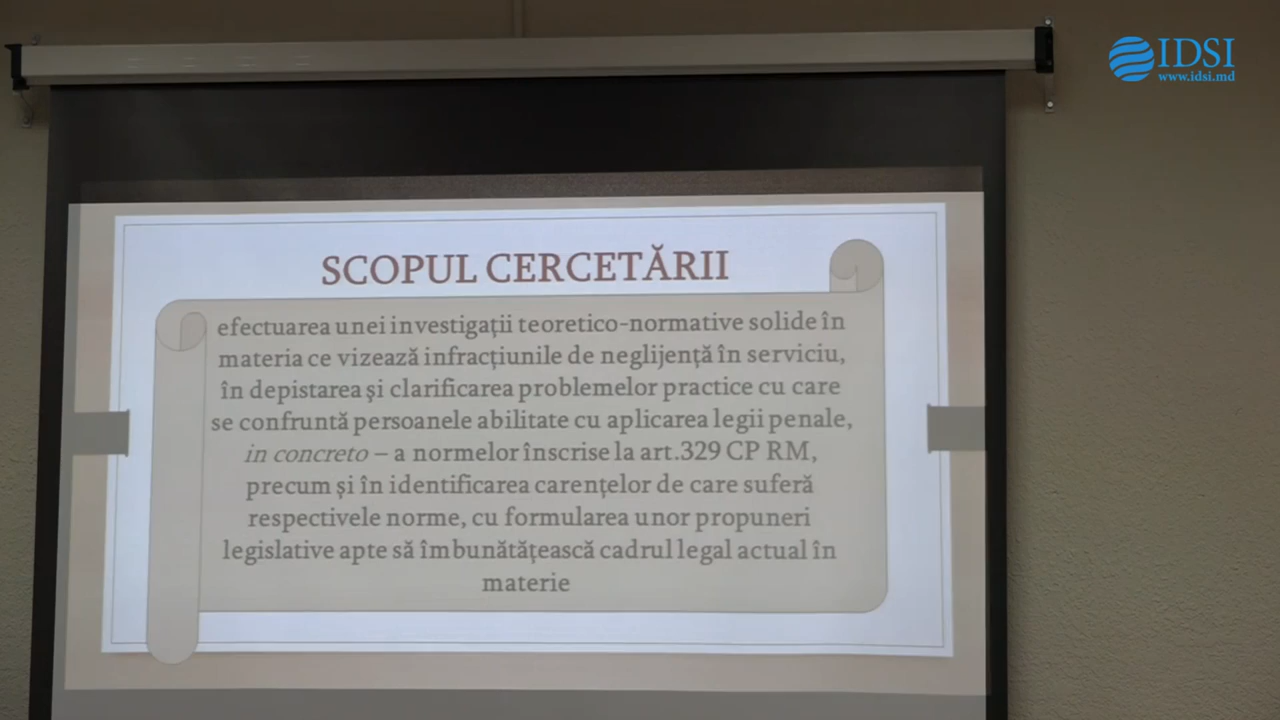 IDSI
www.idsi.md
SCOPUL CERCETĂRII
efectuarea unei investigații teoretico-normative solide în
materia ce vizează infracțiunile de neglijență în serviciu,
în depistarea și clarificarea problemelor practice cu care
se confruntă persoanele abilitate cu aplicarea legii penale,
in concreto – a normelor înscrise la art.329 CP RM,
precum și în identificarea carențelor de care suferă
respectivele norme, cu formularea unor propuneri
legislative apte să îmbunătățească cadrul legal actual în
materie